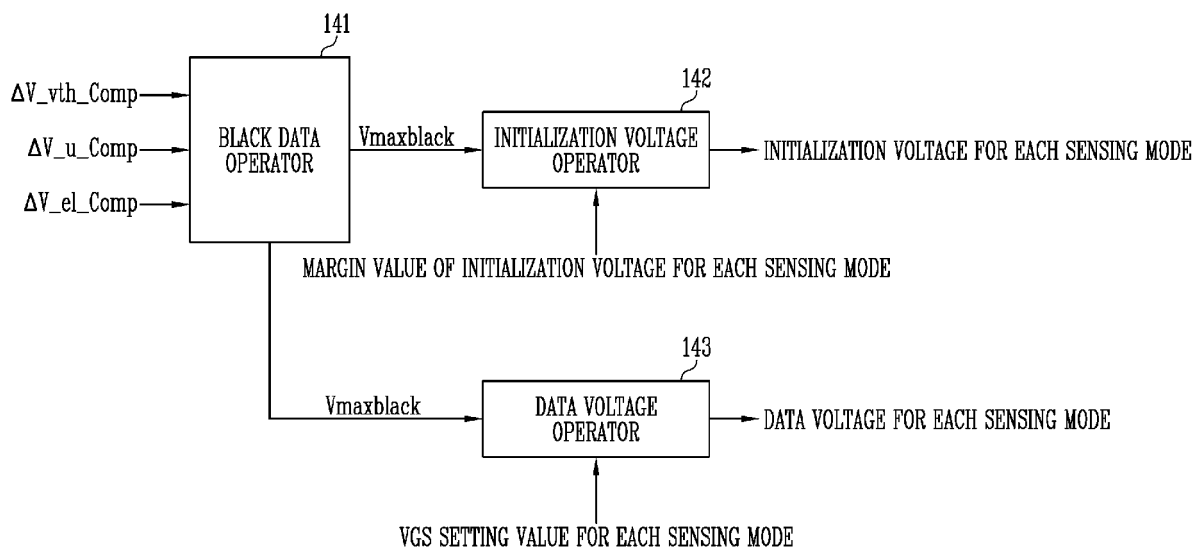 141
ΔV_vth_Comp
ΔV_u_Comp
ΔV_el_Comp
BLACK DATA
OPERATOR
Vmaxblack
142
INITIALIZATION VOLTAGE
OPERATOR
INITIALIZATION VOLTAGE FOR EACH SENSING MODE
MARGIN VALUE OF INITIALIZATION VOLTAGE FOR EACH SENSING MODE
143
Vmaxblack
DATA VOLTAGE
OPERATOR
DATA VOLTAGE FOR EACH SENSING MODE
VGS SETTING VALUE FOR EACH SENSING MODE